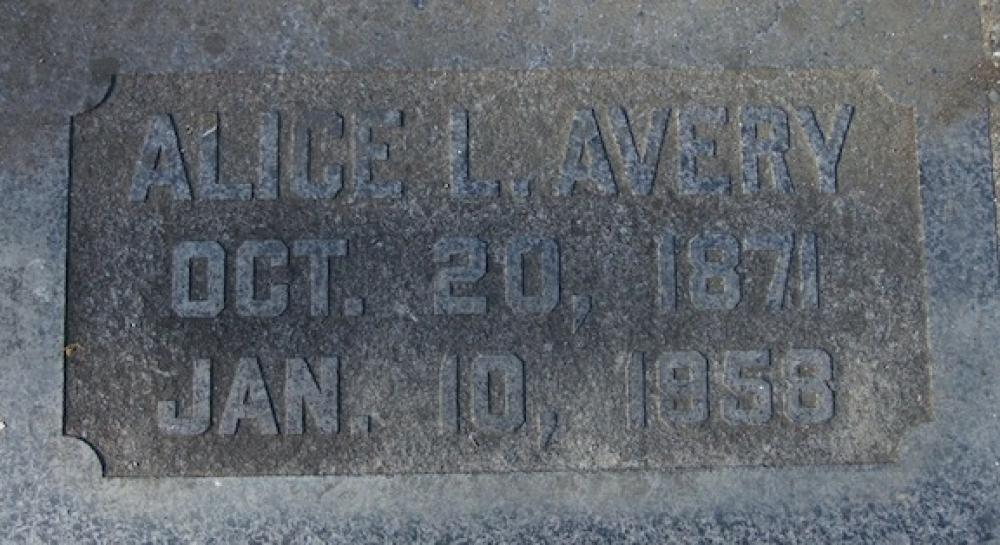 ALICE L. AVERY
OCT. 20, 1871
JAN. 10, 1958